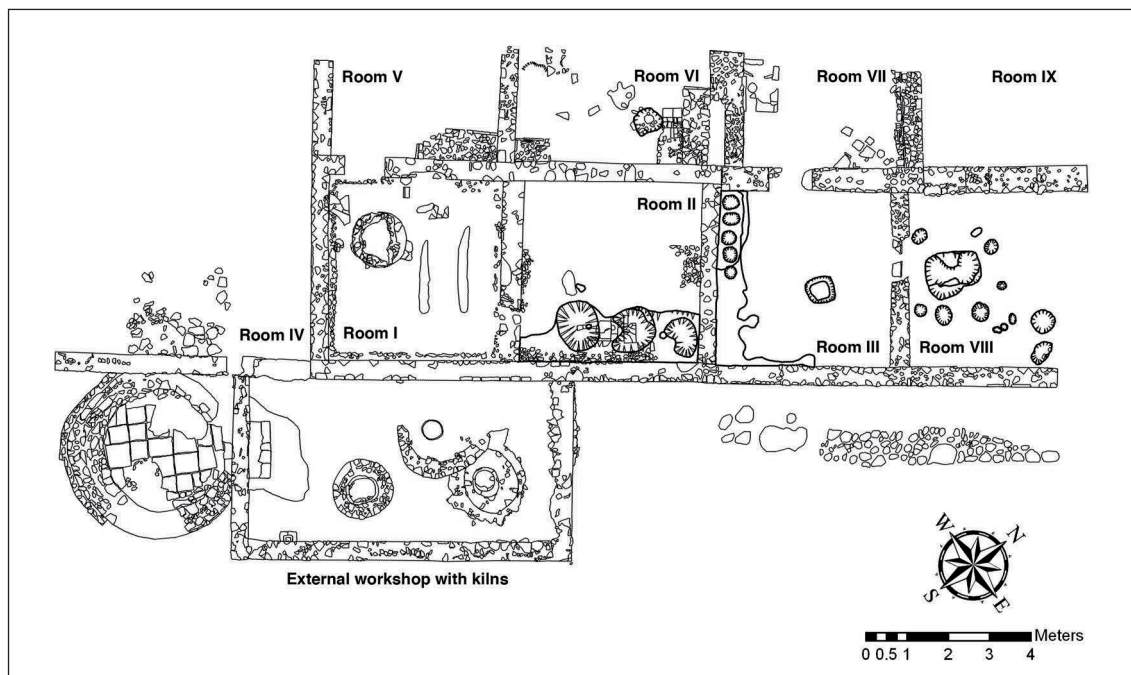 Room V
Room VI
Room VII
Room IX
Room II
Room IV
Room I
Room III
Room VIII
External workshop with kilns
W
N
S
E
Meters
0 0.5 1 2 3 4